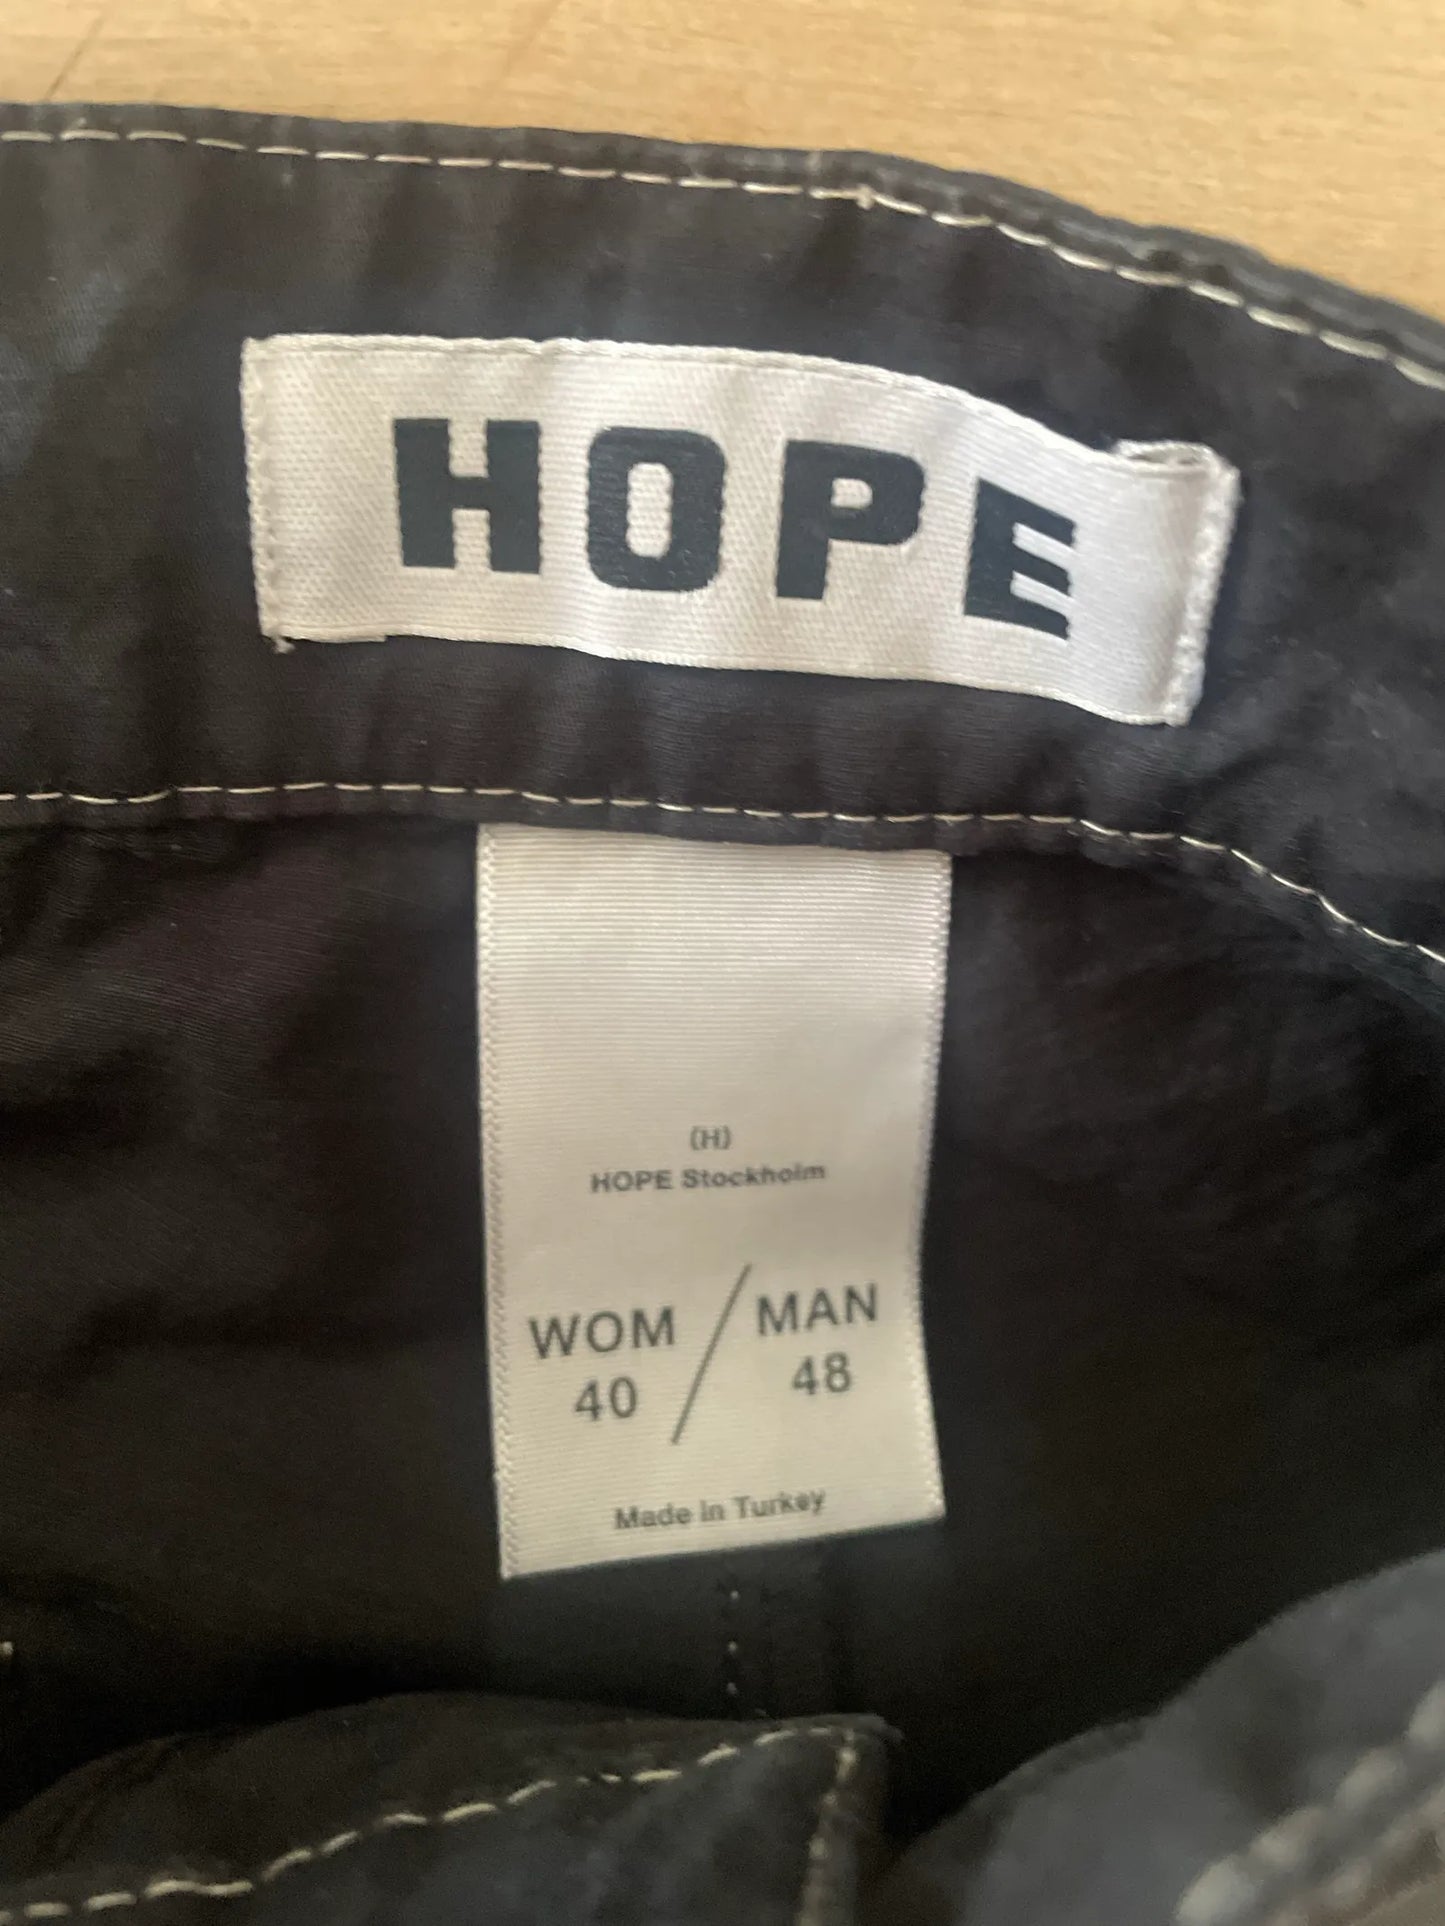 HOPE
(H)
HOPE Stockholm
WOM / MAN
40 48
Made in Turkey